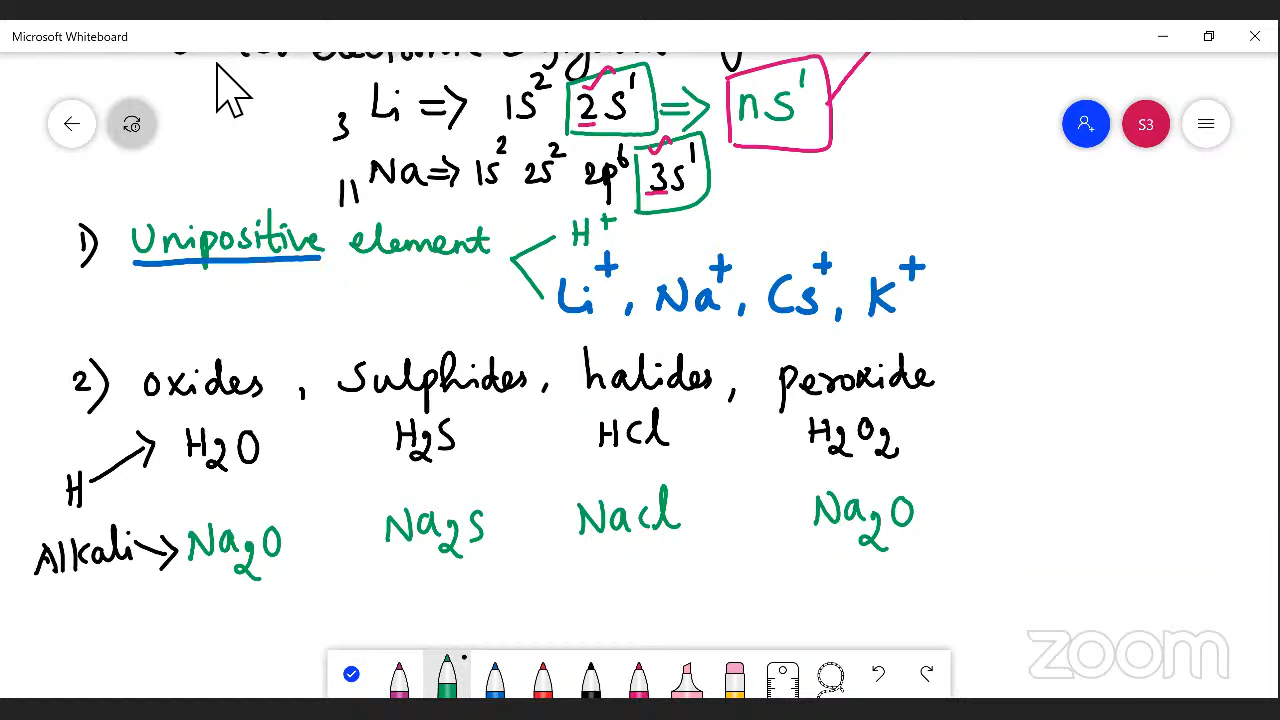 Microsoft Whiteboard
3 Li => 1s² 2s¹ => ns¹
11 Na => 1s² 2s² 2p⁶ 3s¹
1) Unipositive element H⁺
Li⁺, Na⁺, Cs⁺, K⁺
2) oxides, sulphides, halides, peroxide
H → H₂O H₂S HCl H₂O₂
Alkali → Na₂O Na₂S NaCl Na₂O
S3
zoom